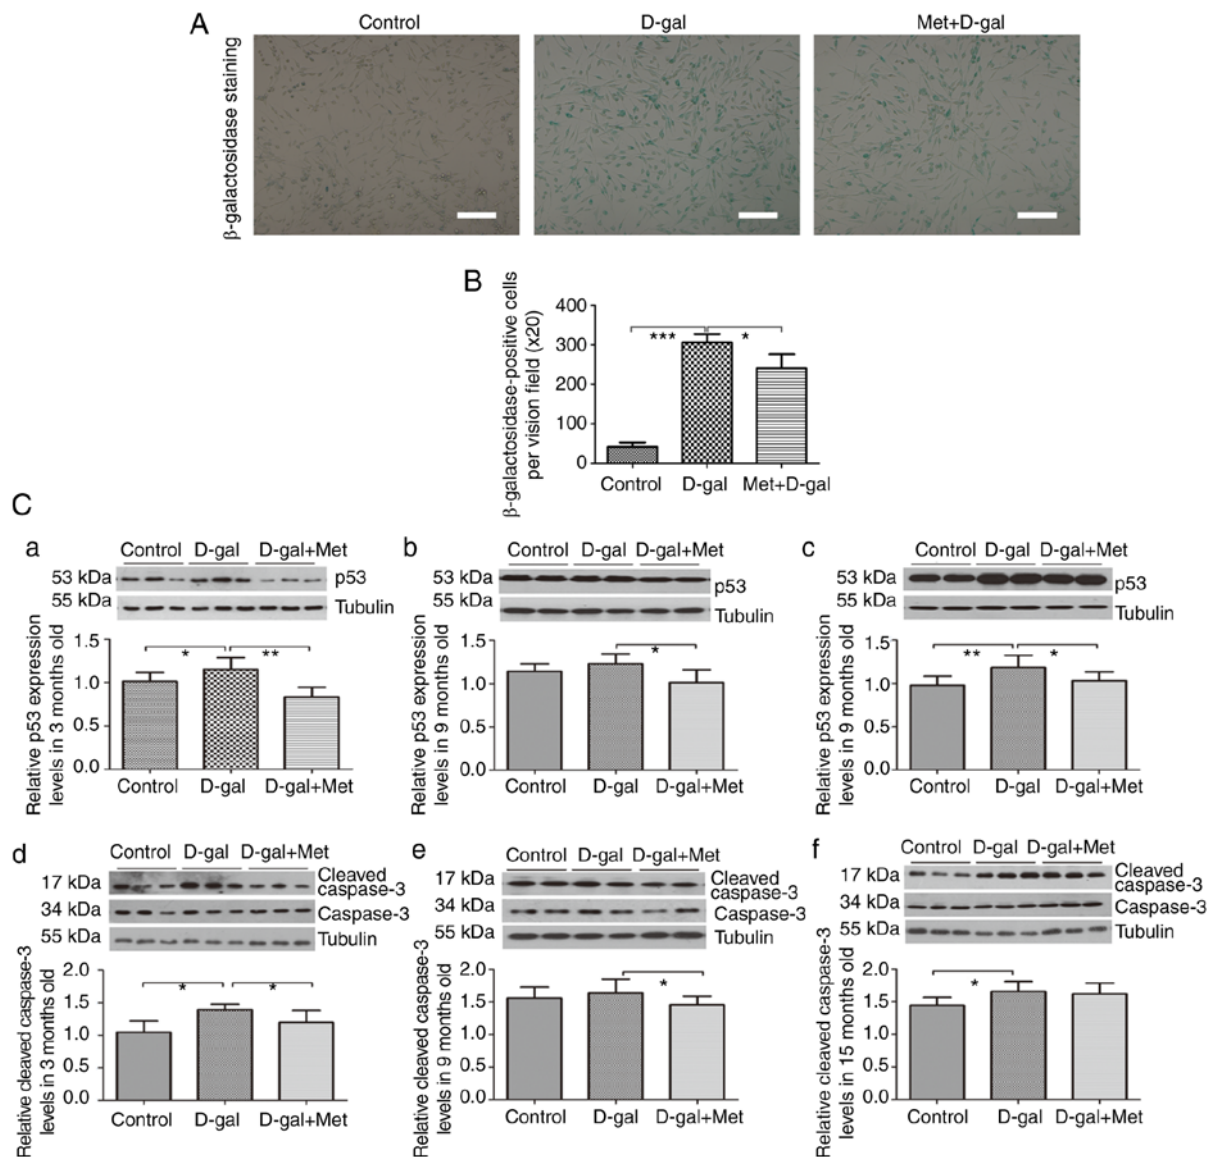 A
Control
D-gal
Met+D-gal
β-galactosidase staining
B
β-galactosidase-positive cells
per vision field (x20)
400
300
200
100
0
***
*
Control
D-gal
Met+D-gal
C
a
Control D-gal D-gal+Met
53 kDa
p53
55 kDa
Tubulin
Relative p53 expression
levels in 3 months old
1.5
1.0
0.5
0.0
*
**
Control
D-gal
D-gal+Met
b
Control D-gal D-gal+Met
53 kDa
p53
55 kDa
Tubulin
Relative p53 expression
levels in 9 months old
1.5
1.0
0.5
0.0
*
Control
D-gal
D-gal+Met
c
Control D-gal D-gal+Met
53 kDa
p53
55 kDa
Tubulin
Relative p53 expression
levels in 9 months old
1.5
1.0
0.5
0.0
**
*
Control
D-gal
D-gal+Met
d
Control D-gal D-gal+Met
17 kDa
Cleaved
caspase-3
34 kDa
Caspase-3
55 kDa
Tubulin
Relative cleaved caspase-3
levels in 3 months old
2.0
1.5
1.0
0.5
0.0
*
*
Control
D-gal
D-gal+Met
e
Control D-gal D-gal+Met
17 kDa
Cleaved
caspase-3
34 kDa
Caspase-3
55 kDa
Tubulin
Relative cleaved caspase-3
levels in 9 months old
2.0
1.5
1.0
0.5
0.0
*
Control
D-gal
D-gal+Met
f
Control D-gal D-gal+Met
17 kDa
Cleaved
caspase-3
34 kDa
Caspase-3
55 kDa
Tubulin
Relative cleaved caspase-3
levels in 15 months old
2.0
1.5
1.0
0.5
0.0
*
Control
D-gal
D-gal+Met